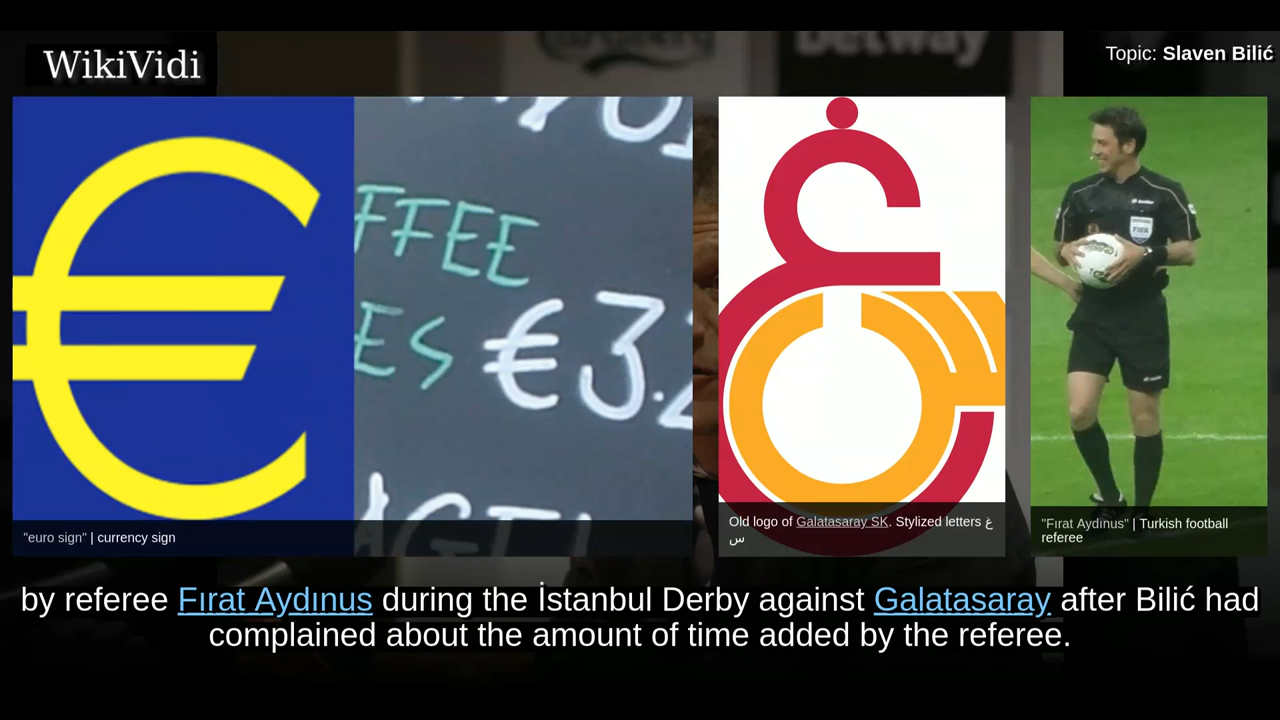 WikiVidi
Topic: Slaven Bilić
FFEE
ES €3.2
"euro sign" | currency sign
Old logo of Galatasaray SK. Stylized letters غ
س
"Fırat Aydınus" | Turkish football
referee
by referee Fırat Aydınus during the İstanbul Derby against Galatasaray after Bilić had
complained about the amount of time added by the referee.